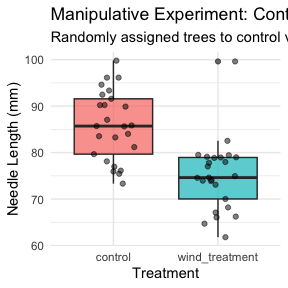 Manipulative Experiment: Cont
Randomly assigned trees to control v
Needle Length (mm)
100
90
80
70
60
control wind_treatment
Treatment